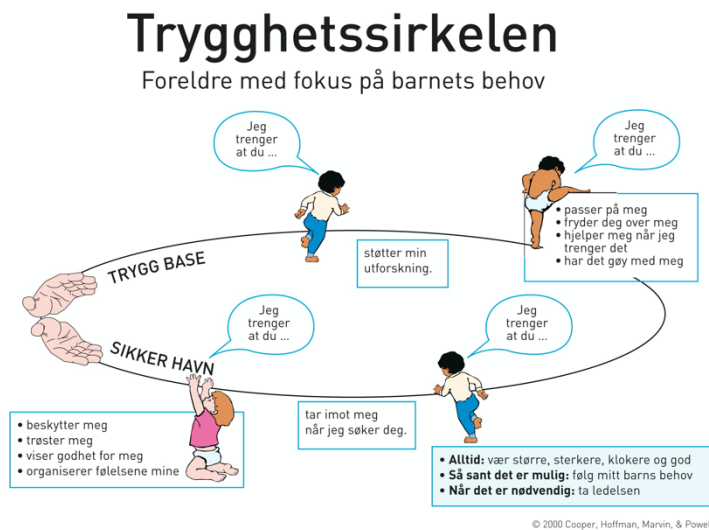 Trygghetssirkelen
Foreldre med fokus på barnets behov
Jeg
trenger
at du ...
Jeg
trenger
at du ...
• passer på meg
• fryder deg over meg
• hjelper meg når jeg
trenger det
• har det gøy med meg
TRYGG BASE
støtter min
utforskning.
SIKKER HAVN
Jeg
trenger
at du ...
Jeg
trenger
at du ...
• beskytter meg
• trøster meg
• viser godhet for meg
• organiserer følelsene mine
tar imot meg
når jeg søker deg.
• Alltid: vær større, sterkere, klokere og god
• Så sant det er mulig: følg mitt barns behov
• Når det er nødvendig: ta ledelsen
© 2000 Cooper, Hoffman, Marvin, & Powel